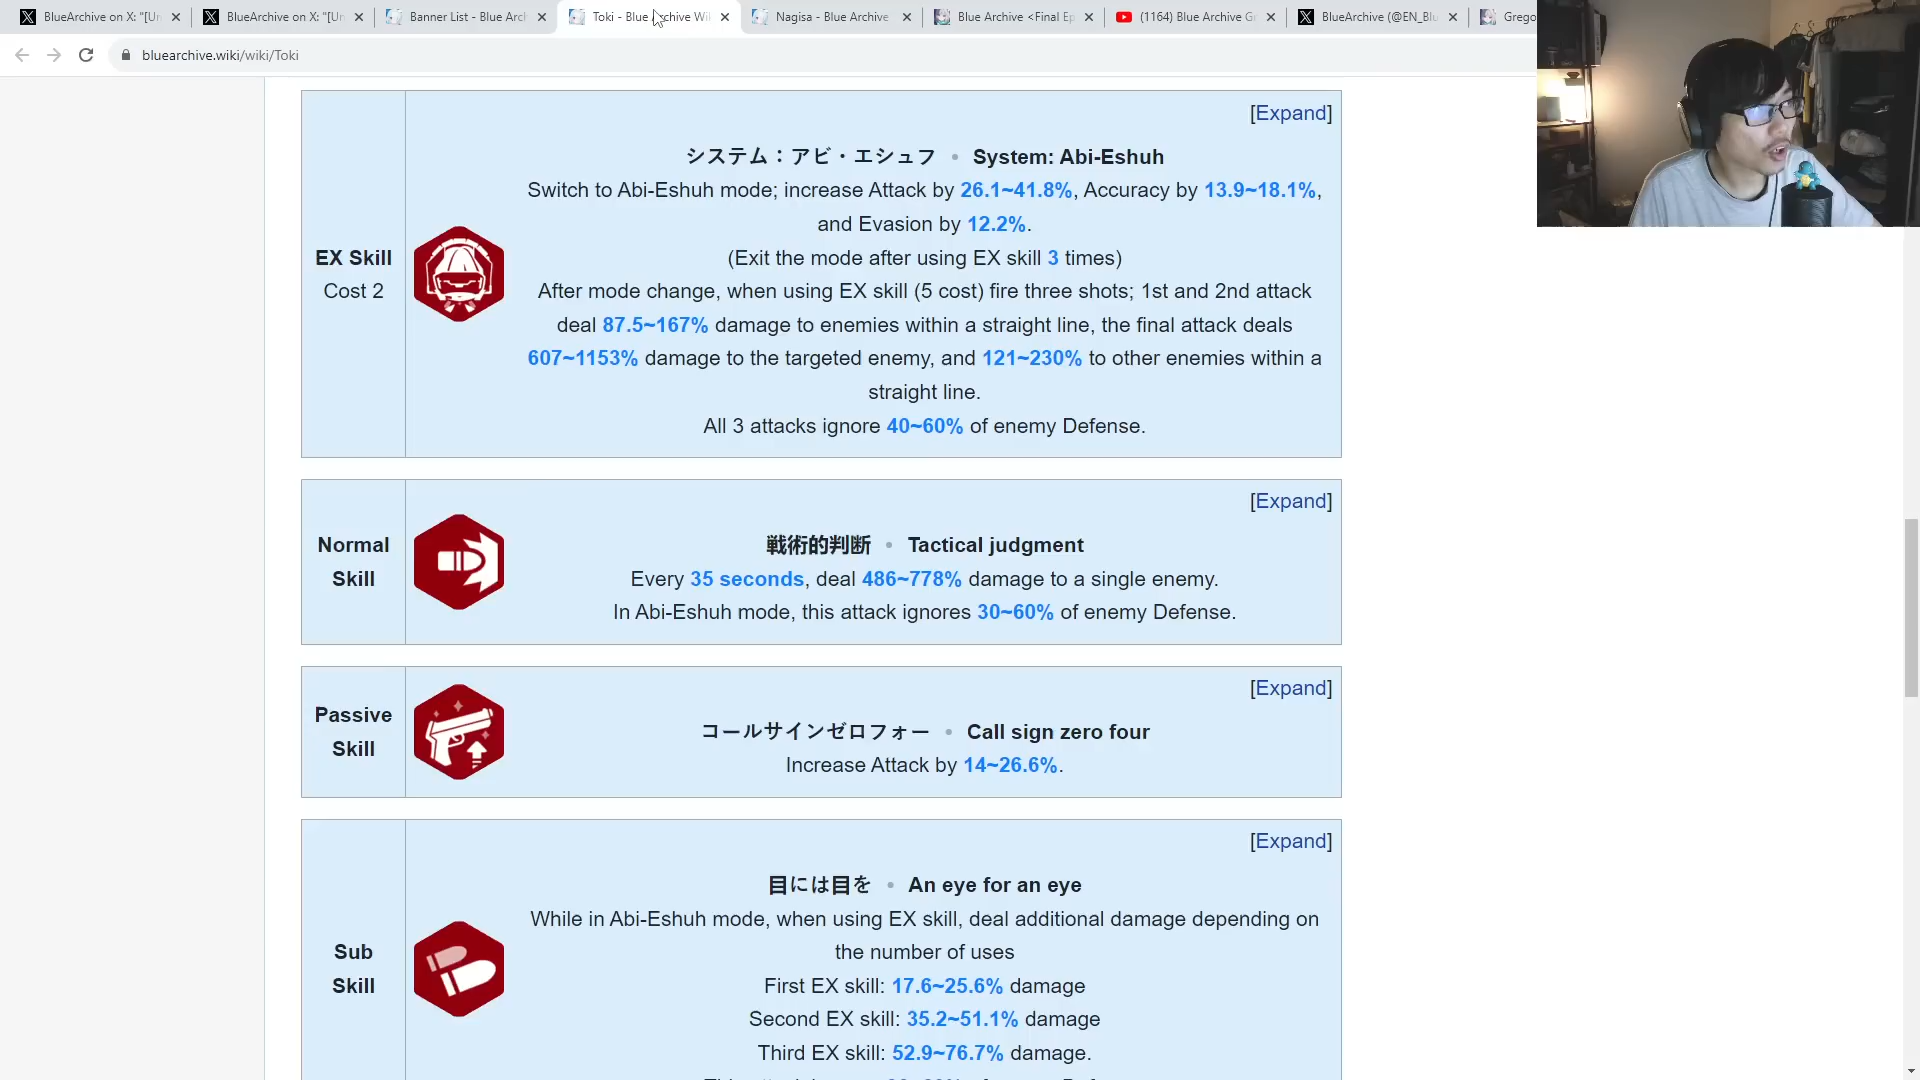 BlueArchive on X: "[Un
BlueArchive on X: "[Un
Banner List - Blue Arch
Toki - Blue Archive Wi
Nagisa - Blue Archive
Blue Archive <Final Ep
(1164) Blue Archive G
BlueArchive (@EN_Blu
Grego
bluearchive.wiki/wiki/Toki
[Expand]
システム：アビ・エシュフ • System: Abi-Eshuh
Switch to Abi-Eshuh mode; increase Attack by 26.1~41.8%, Accuracy by 13.9~18.1%,
and Evasion by 12.2%.
(Exit the mode after using EX skill 3 times)
EX Skill
Cost 2
After mode change, when using EX skill (5 cost) fire three shots; 1st and 2nd attack
deal 87.5~167% damage to enemies within a straight line, the final attack deals
607~1153% damage to the targeted enemy, and 121~230% to other enemies within a
straight line.
All 3 attacks ignore 40~60% of enemy Defense.
[Expand]
Normal
Skill
戦術的判断 • Tactical judgment
Every 35 seconds, deal 486~778% damage to a single enemy.
In Abi-Eshuh mode, this attack ignores 30~60% of enemy Defense.
[Expand]
Passive
Skill
コールサインゼロフォー • Call sign zero four
Increase Attack by 14~26.6%.
[Expand]
目には目を • An eye for an eye
While in Abi-Eshuh mode, when using EX skill, deal additional damage depending on
the number of uses
Sub
Skill
First EX skill: 17.6~25.6% damage
Second EX skill: 35.2~51.1% damage
Third EX skill: 52.9~76.7% damage.